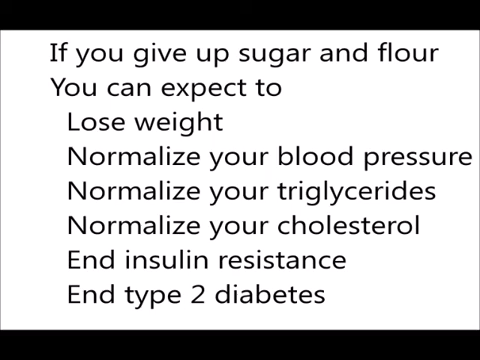 If you give up sugar and flour
You can expect to
Lose weight
Normalize your blood pressure
Normalize your triglycerides
Normalize your cholesterol
End insulin resistance
End type 2 diabetes